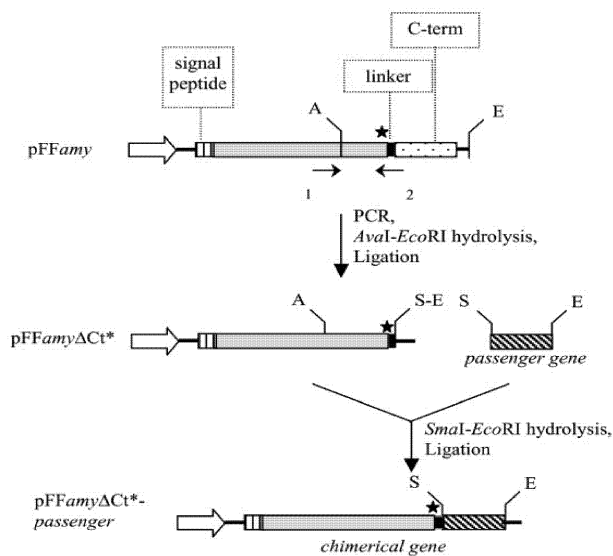 C-term
signal
peptide
linker
A
E
pFFamy
1 2
PCR,
AvaI-EcoRI hydrolysis,
Ligation
A
S-E
S
E
pFFamyΔCt*
passenger gene
SmaI-EcoRI hydrolysis,
Ligation
S
E
pFFamyΔCt*-
passenger
chimerical gene